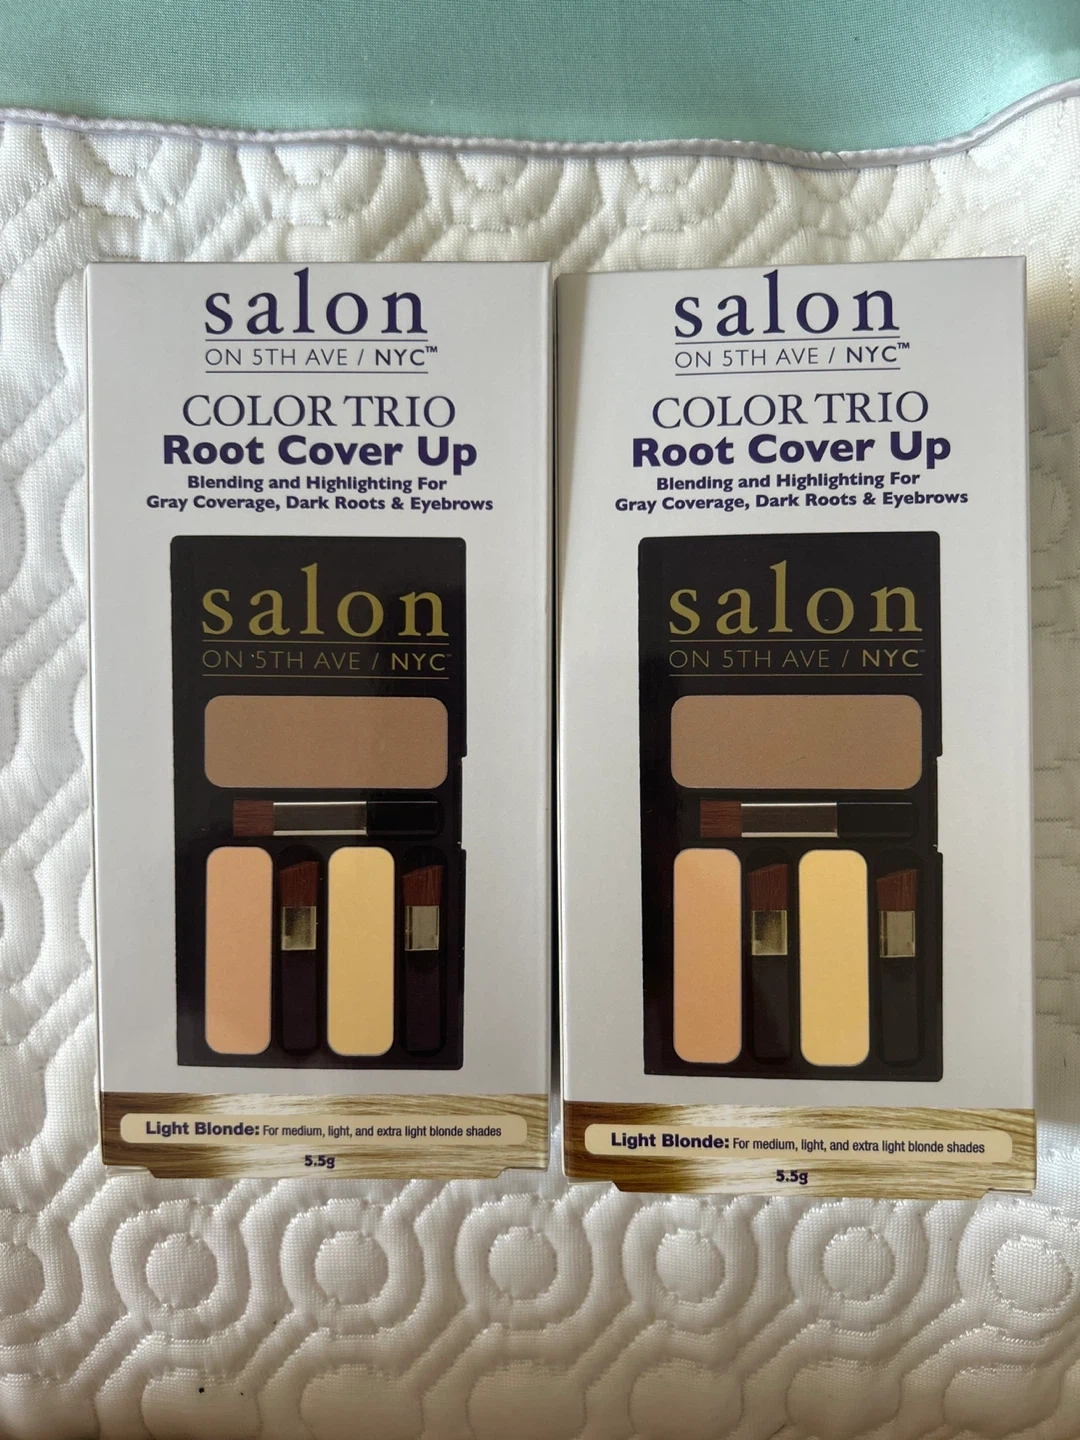 salon
ON 5TH AVE / NYC™
COLOR TRIO
Root Cover Up
Blending and Highlighting For
Gray Coverage, Dark Roots & Eyebrows
salon
ON 5TH AVE / NYC™
Light Blonde: For medium, light, and extra light blonde shades
5.5g
salon
ON 5TH AVE / NYC™
COLOR TRIO
Root Cover Up
Blending and Highlighting For
Gray Coverage, Dark Roots & Eyebrows
salon
ON 5TH AVE / NYC™
Light Blonde: For medium, light, and extra light blonde shades
5.5g